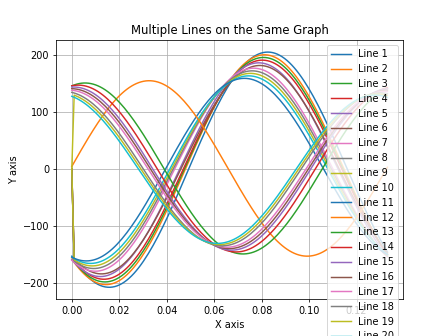 Multiple Lines on the Same Graph
Y axis
200
100
0
−100
−200
0.00
0.02
0.04
0.06
0.08
0.10
X axis
Line 1
Line 2
Line 3
Line 4
Line 5
Line 6
Line 7
Line 8
Line 9
Line 10
Line 11
Line 12
Line 13
Line 14
Line 15
Line 16
Line 17
Line 18
Line 19
Line 20